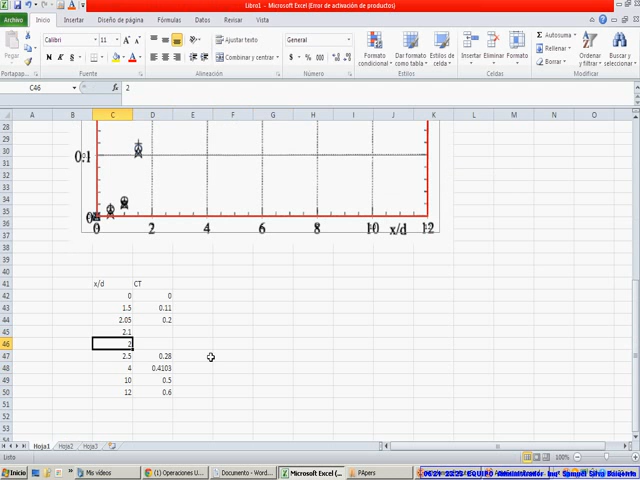 Libro1 - Microsoft Excel (Error de activación de productos)
Archivo Inicio Insertar Diseño de página Fórmulas Datos Revisar Vista
Pegar
Calibri 11
N K S
Ajustar texto
Combinar y centrar
General
$ % 000
Formato condicional
Dar formato como tabla
Estilos de celda
Insertar Eliminar Formato
Autosuma
Rellenar
Borrar
Ordenar y filtrar
Buscar y seleccionar
Portapap... Fuente Alineación Número Estilos Celdas Modificar
C46 fx 2
A B C D E F G H I J K L M N O
28
29
30
31
32
33
34
35
36
37
38
39
40
0.1
0
0 2 4 6 8 10 x/d 12
41 x/d CT
42 0 0
43 1.5 0.11
44 2.05 0.2
45 2.1
46 2
47 2.5 0.28
48 4 0.4103
49 10 0.5
50 12 0.6
51
52
53
54
Hoja1 Hoja2 Hoja3
Listo 100%
Inicio Mis videos (1) Operaciones U... Documento - Word... Microsoft Excel (... PApers